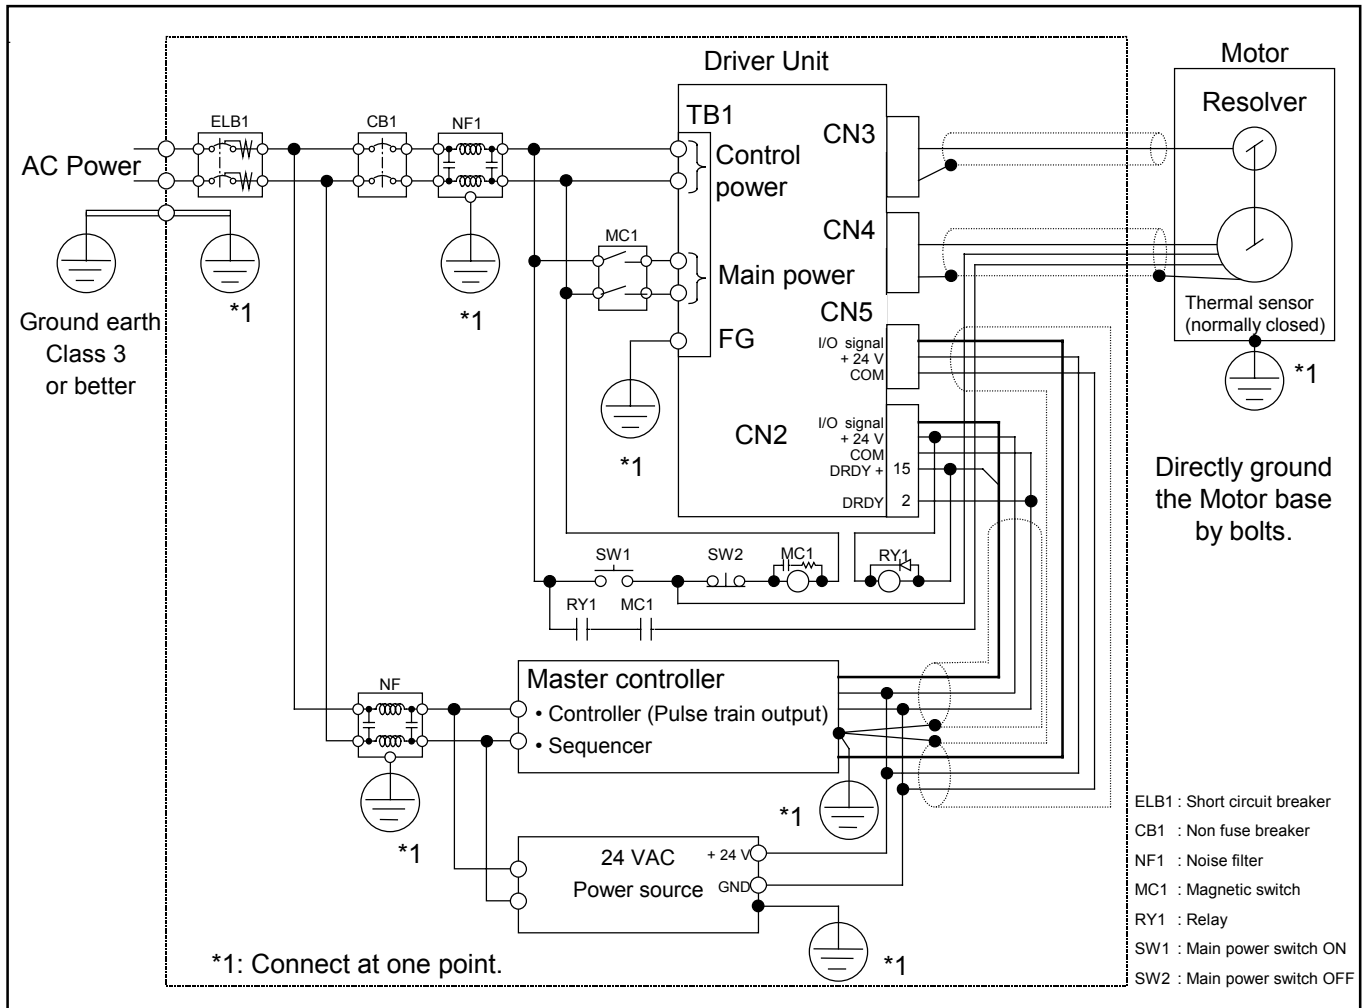 Driver Unit
Motor
Resolver
TB1
CN3
ELB1
CB1
NF1
AC Power
Control
power
CN4
MC1
Main power
CN5
Thermal sensor
(normally closed)
*1
*1
Ground earth
Class 3
or better
FG
I/O signal
+ 24 V
COM
*1
*1
CN2
I/O signal
+ 24 V
COM
DRDY +
15
DRDY
2
Directly ground
the Motor base
by bolts.
SW1
SW2
MC1
RY1
RY1
MC1
NF
Master controller
• Controller (Pulse train output)
• Sequencer
*1
*1
24 VAC
Power source
+ 24 V
GND
*1
*1: Connect at one point.
ELB1 : Short circuit breaker
CB1 : Non fuse breaker
NF1 : Noise filter
MC1 : Magnetic switch
RY1 : Relay
SW1 : Main power switch ON
SW2 : Main power switch OFF